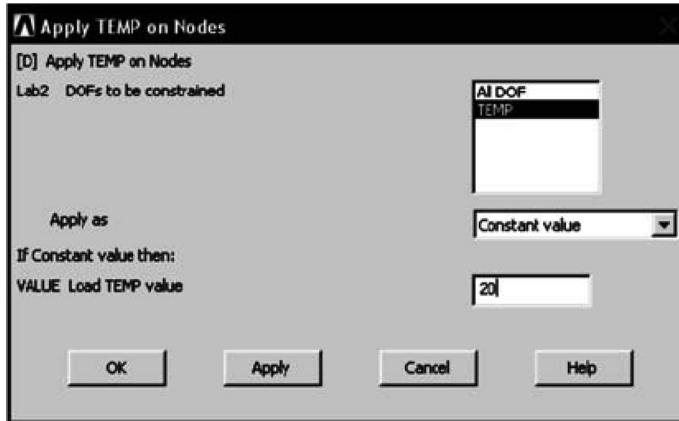 Apply TEMP on Nodes
[D] Apply TEMP on Nodes
Lab2 DOFs to be constrained
All DOF
TEMP
Apply as
Constant value
If Constant value then:
VALUE Load TEMP value
20
OK Apply Cancel Help